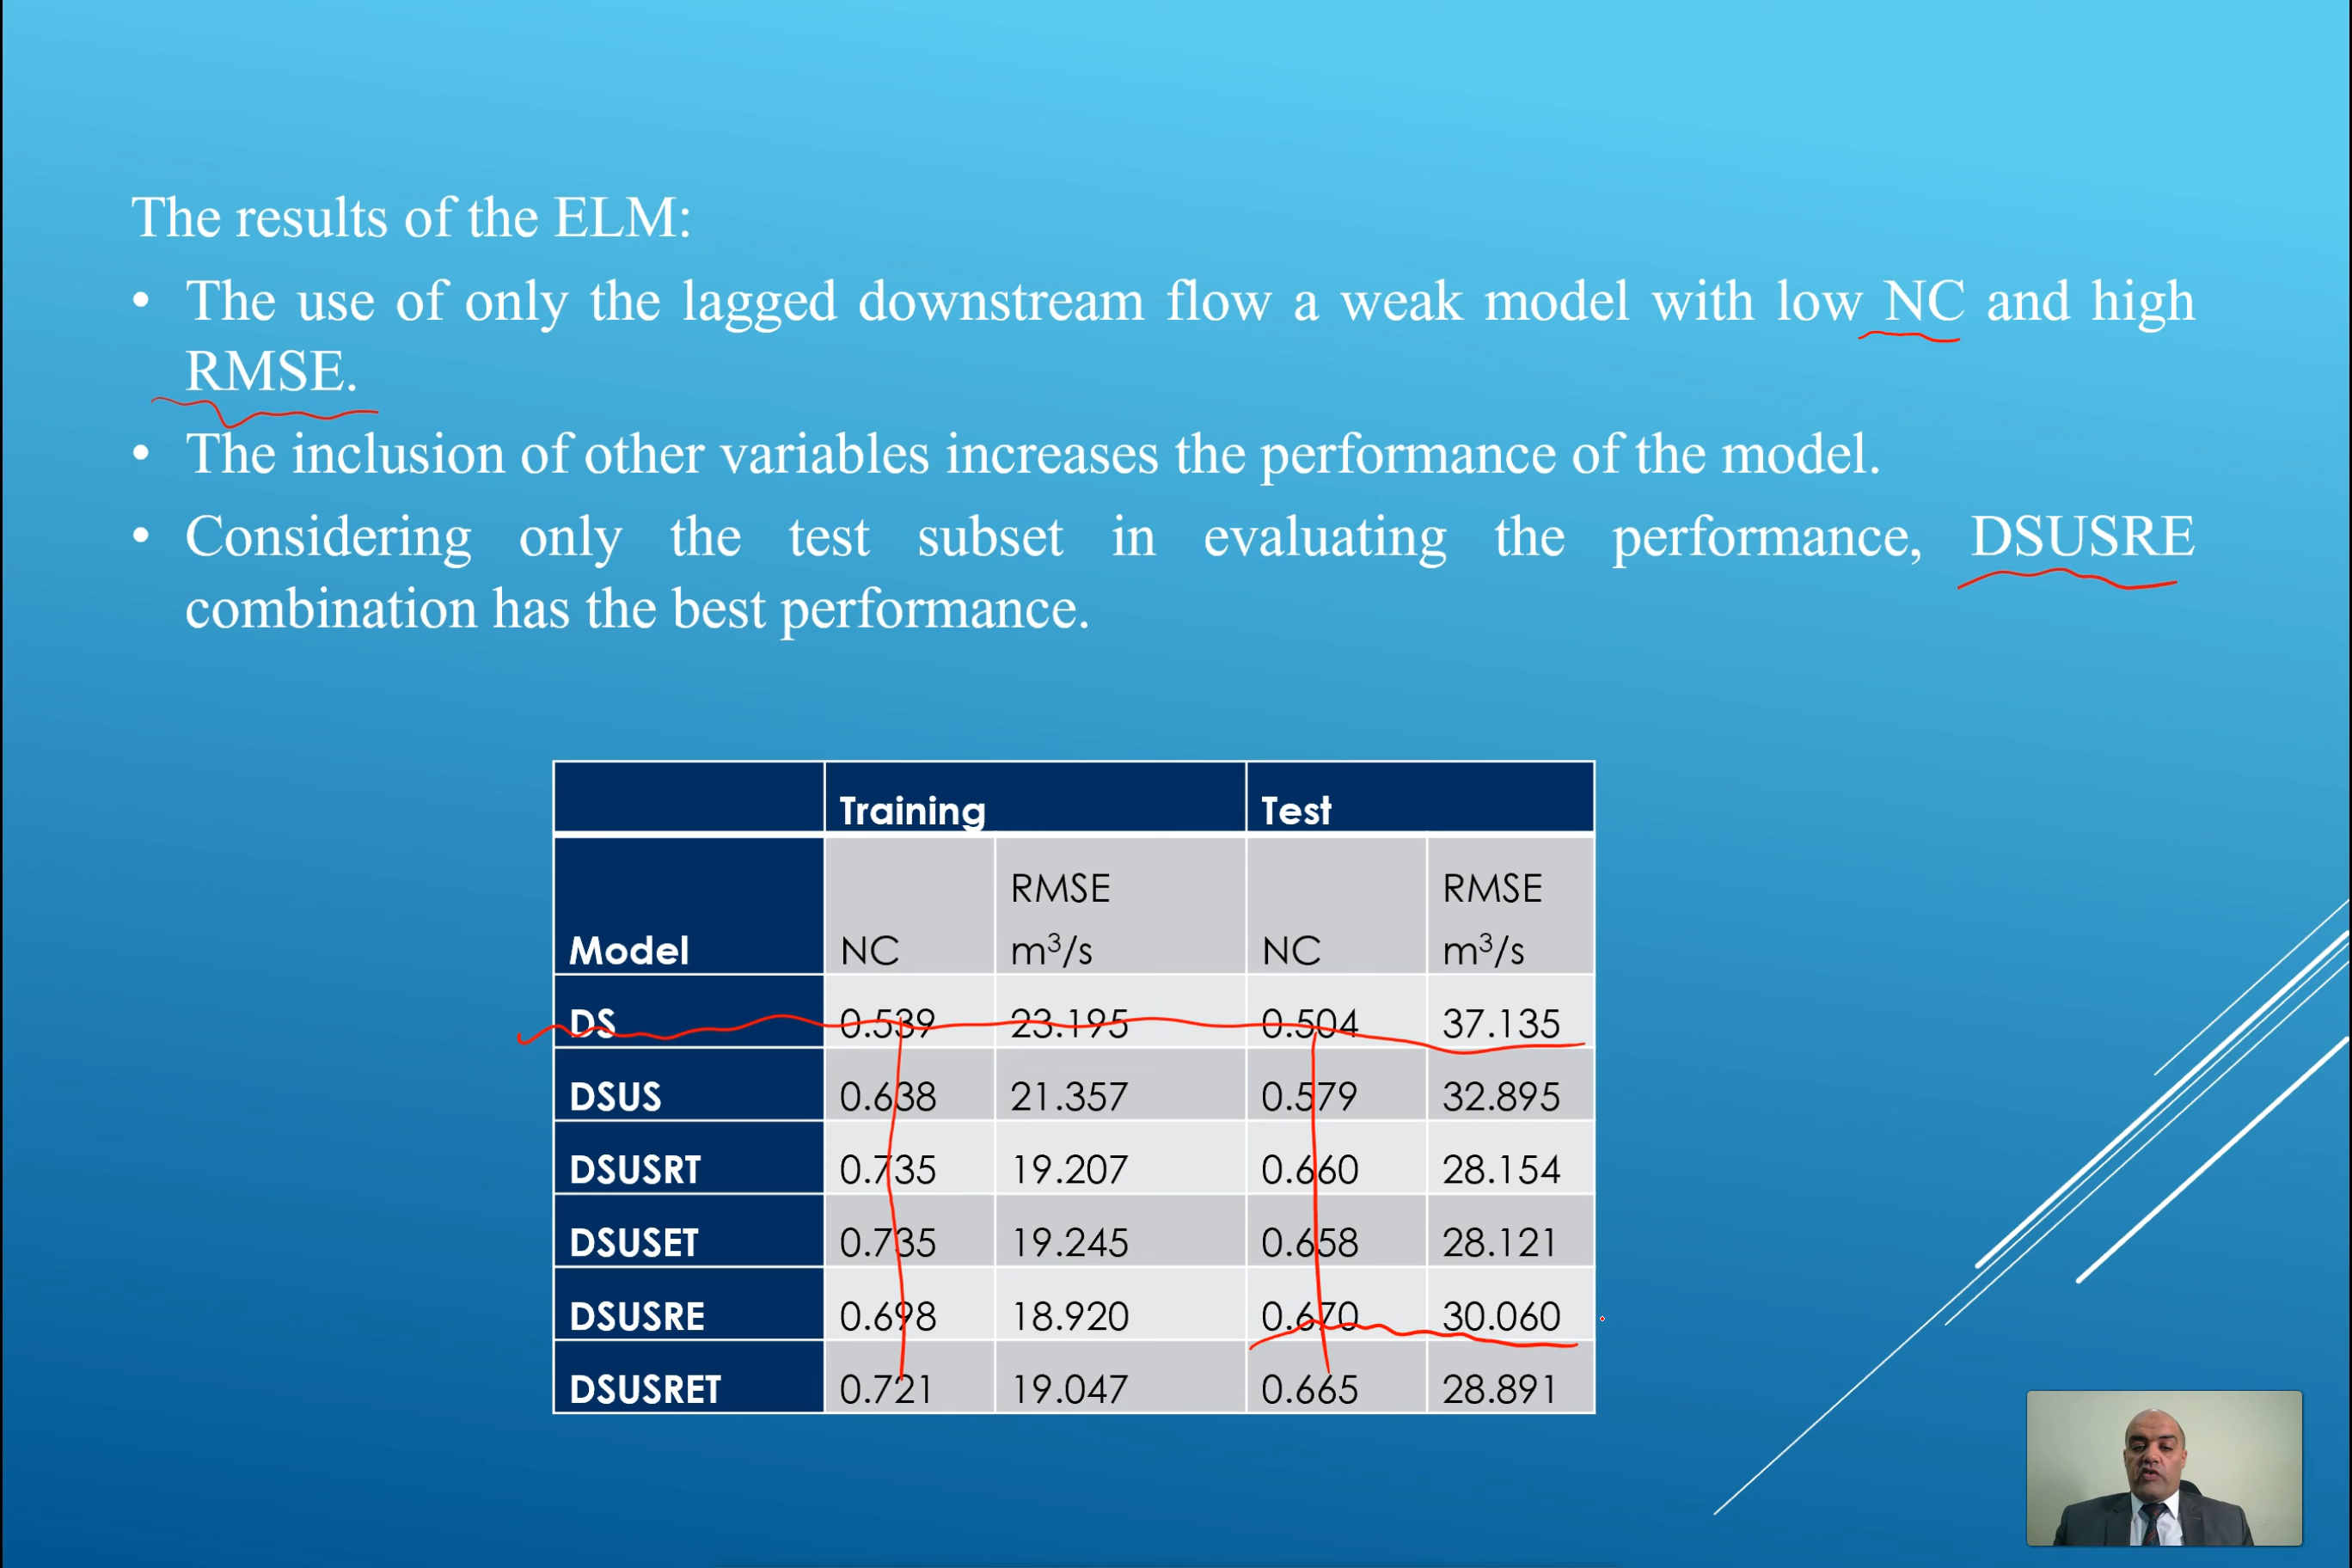 The results of the ELM:
• The use of only the lagged downstream flow a weak model with low NC and high
RMSE.
• The inclusion of other variables increases the performance of the model.
• Considering only the test subset in evaluating the performance, DSUSRE
combination has the best performance.
Training Test
Model NC RMSE m³/s NC RMSE m³/s
DS 0.539 23.195 0.504 37.135
DSUS 0.638 21.357 0.579 32.895
DSUSRT 0.735 19.207 0.660 28.154
DSUSET 0.735 19.245 0.658 28.121
DSUSRE 0.698 18.920 0.670 30.060
DSUSRET 0.721 19.047 0.665 28.891